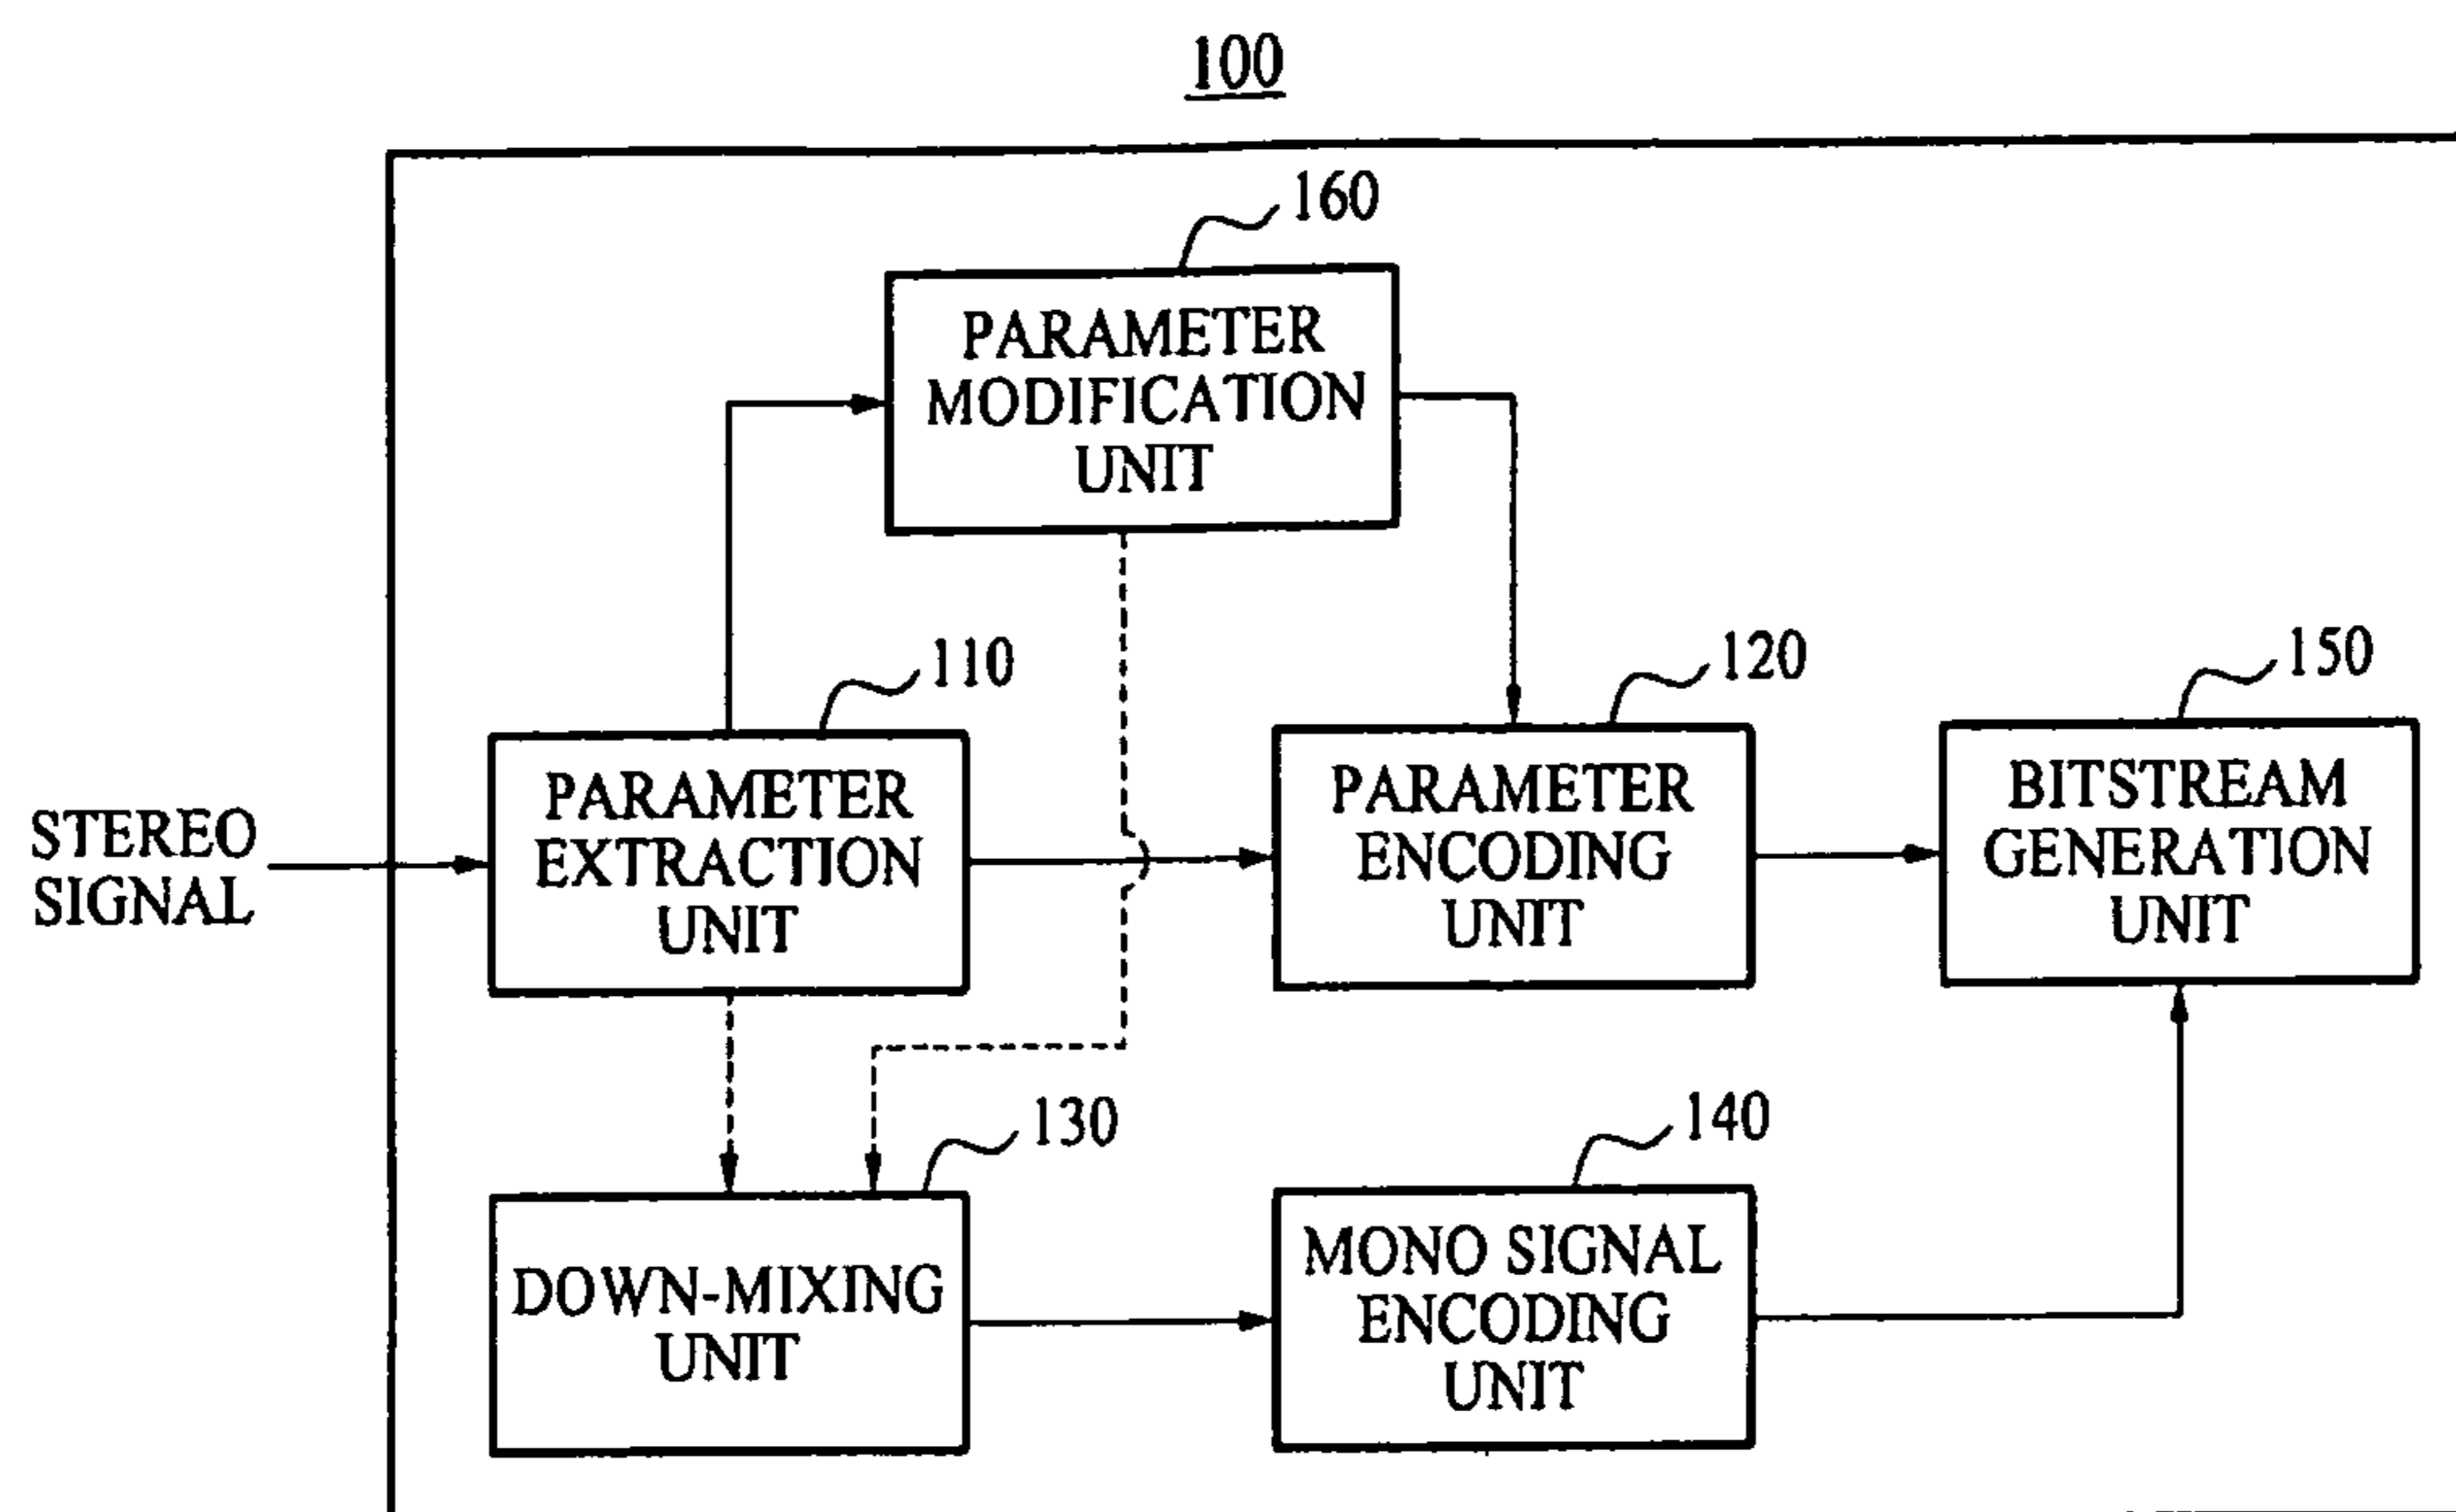 100
160
PARAMETER
MODIFICATION
UNIT
110
120
150
STEREO
SIGNAL
PARAMETER
EXTRACTION
UNIT
PARAMETER
ENCODING
UNIT
BITSTREAM
GENERATION
UNIT
130
140
DOWN-MIXING
UNIT
MONO SIGNAL
ENCODING
UNIT